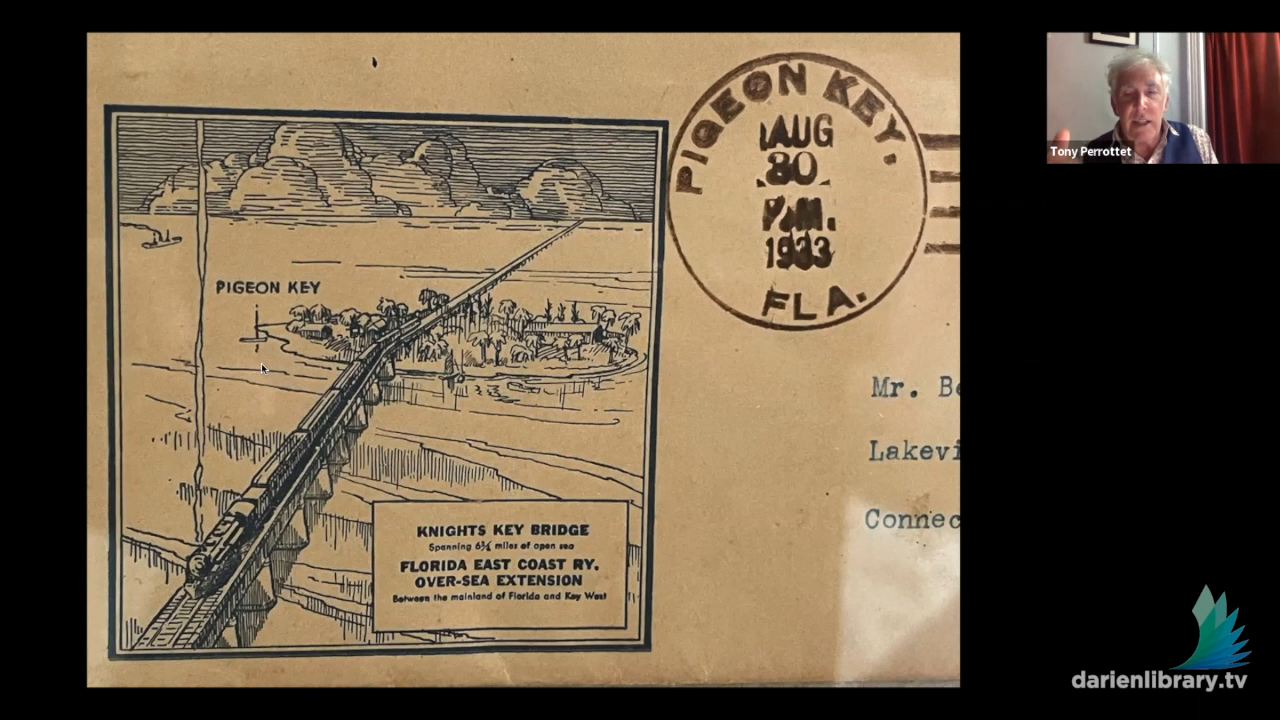 PIGEON KEY
KNIGHTS KEY BRIDGE
Spanning 6¾ miles of open sea
FLORIDA EAST COAST RY.
OVER-SEA EXTENSION
Between the mainland of Florida and Key West
PIGEON KEY.
AUG
30
P.M.
1933
FLA.
Mr. Be
Lakevi
Connec
Tony Perrottet
darienlibrary.tv